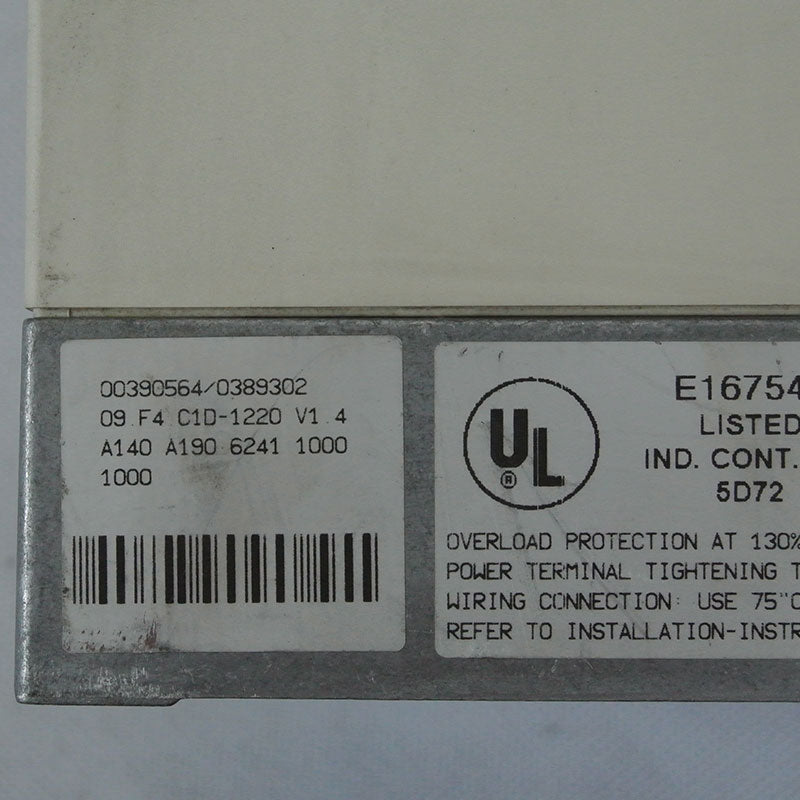 00390564/0389302
09.F4.C1D-1220 V1.4
A140 A190 6241 1000
1000
UL
®
E16754
LISTED
IND. CONT.
5D72
OVERLOAD PROTECTION AT 130%
POWER TERMINAL TIGHTENING T
WIRING CONNECTION: USE 75°C
REFER TO INSTALLATION-INSTR